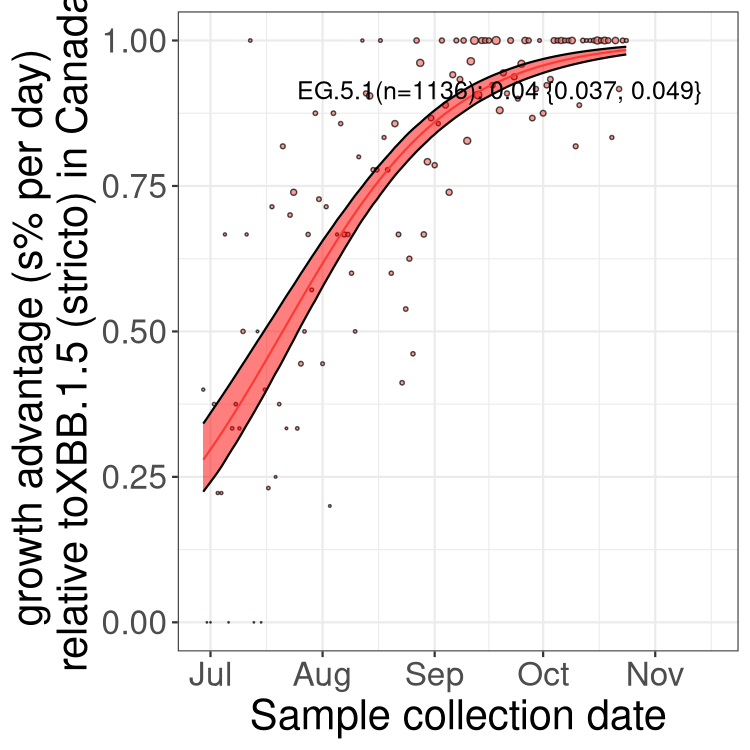 growth advantage (s% per day)
relative toXBB.1.5 (stricto) in Canada
1.00
0.75
0.50
0.25
0.00
EG.5.1(n=1136): 0.04 {0.037, 0.049}
Jul Aug Sep Oct Nov
Sample collection date